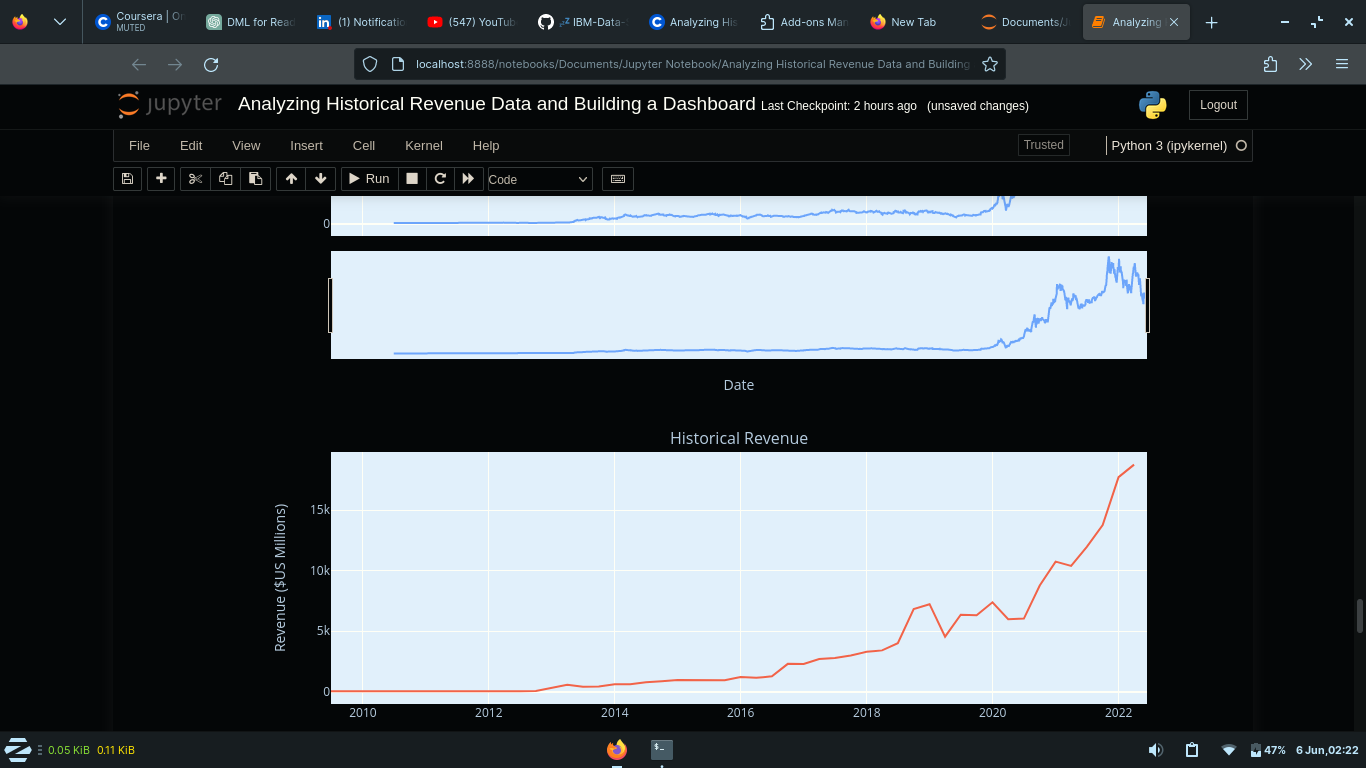 Coursera | On
MUTED
DML for Read
(1) Notificatio
(547) YouTub
IBM-Data-
Analyzing His
Add-ons Man
New Tab
Documents/J
Analyzing
localhost:8888/notebooks/Documents/Jupyter Notebook/Analyzing Historical Revenue Data and Building
jupyter Analyzing Historical Revenue Data and Building a Dashboard Last Checkpoint: 2 hours ago (unsaved changes)
Logout
File Edit View Insert Cell Kernel Help
Trusted
Python 3 (ipykernel)
Run
Code
0
Date
Historical Revenue
Revenue ($US Millions)
15k
10k
5k
0
2010 2012 2014 2016 2018 2020 2022
0.05 KiB 0.11 KiB
$-
47%
6 Jun,02:22